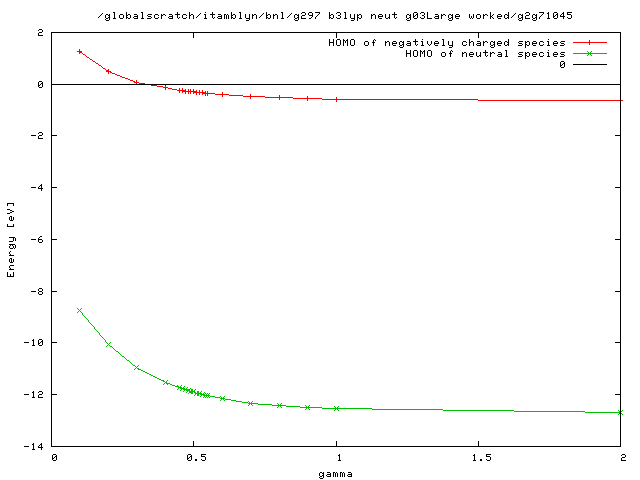 /globalscratch/itamblyn/bnl/g297 b3lyp neut g03Large worked/g2g71045
HOMO of negatively charged species
HOMO of neutral species
0
2
0
-2
-4
-6
-8
-10
-12
-14
Energy [eV]
0 0.5 1 1.5 2
gamma